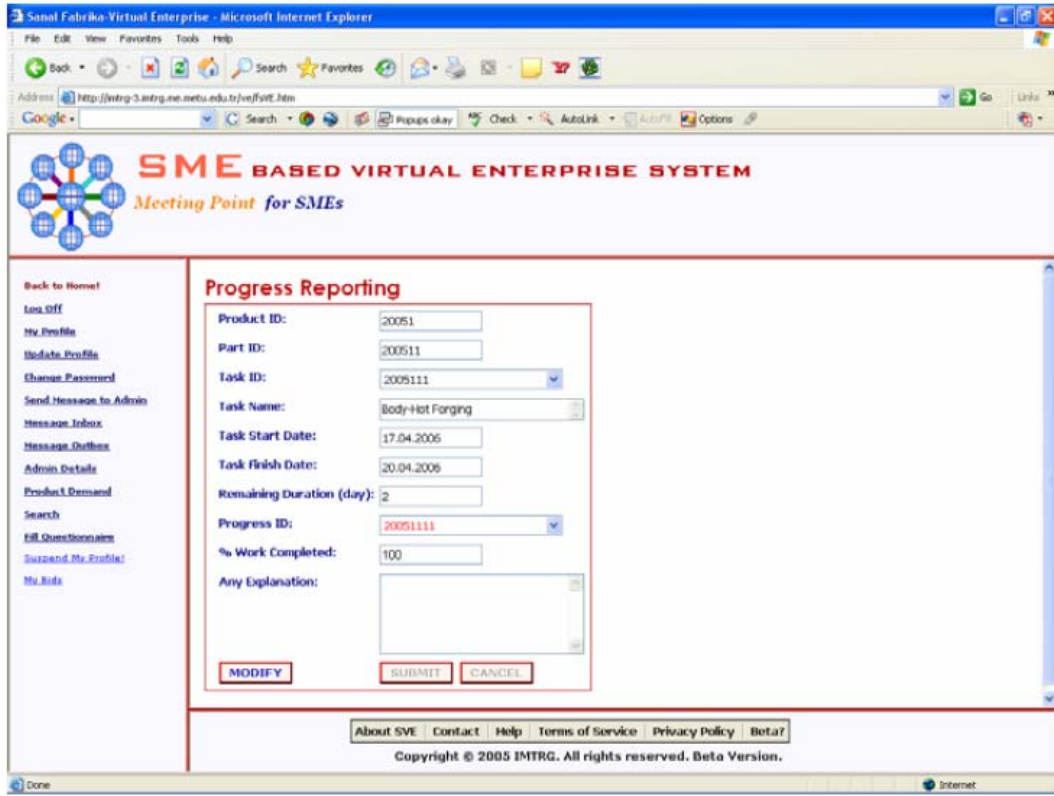 Sanal Fabrika-Virtual Enterprise - Microsoft Internet Explorer
File Edit View Favorites Tools Help
Back Search Favorites
Address http://imtrg-3.imtrg.me.metu.edu.tr/ve/fsVE.htm Go Links »
Google Search Popups okay Check AutoLink AutoFill Options
SME BASED VIRTUAL ENTERPRISE SYSTEM
Meeting Point for SMEs
Back to Home!
Log Off
My Profile
Update Profile
Change Password
Send Message to Admin
Message Inbox
Message Outbox
Admin Details
Product Demand
Search
Fill Questionnaire
Suspend My Profile!
My Bids
Progress Reporting
Product ID: 20051
Part ID: 200511
Task ID: 2005111
Task Name: Body-Hot Forging
Task Start Date: 17.04.2006
Task Finish Date: 20.04.2006
Remaining Duration (day): 2
Progress ID: 20051111
% Work Completed: 100
Any Explanation:
MODIFY SUBMIT CANCEL
About SVE Contact Help Terms of Service Privacy Policy Beta?
Copyright © 2005 IMTRG. All rights reserved. Beta Version.
Done Internet